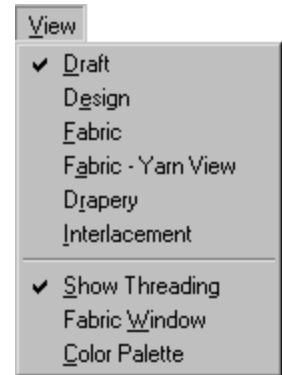 View
Draft
Design
Fabric
Fabric - Yarn View
Drapery
Interlacement
Show Threading
Fabric Window
Color Palette